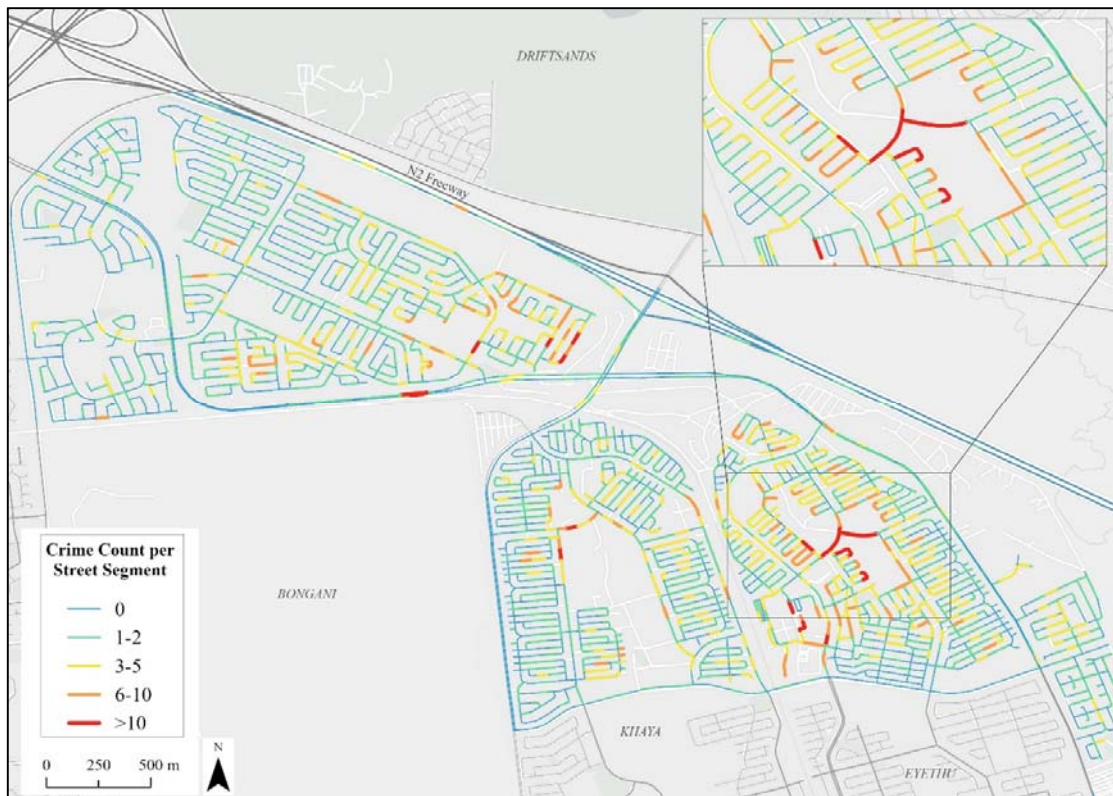 DRIFTSANDS
N2 Freeway
BONGANI
KHAYA
EYETHU
Crime Count per
Street Segment
0
1-2
3-5
6-10
>10
N
0 250 500 m